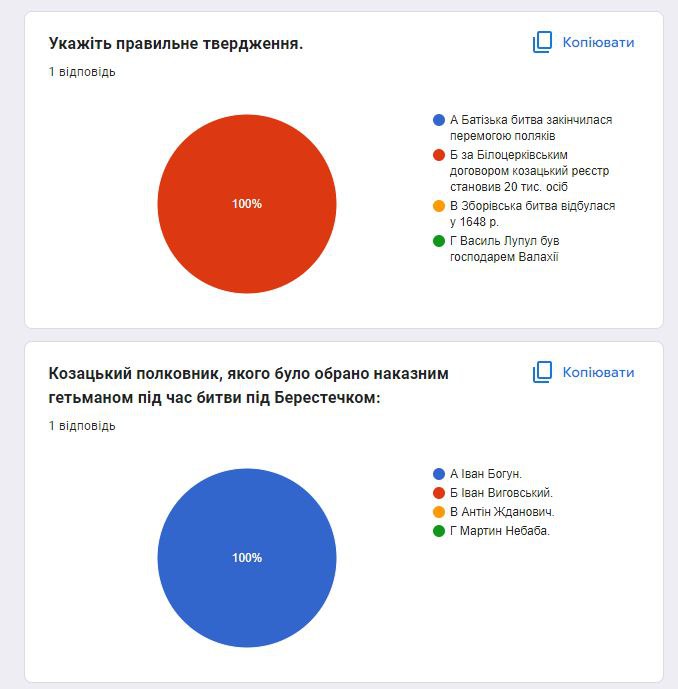 Укажіть правильне твердження.
Копіювати
1 відповідь
А Батізька битва закінчилася
перемогою поляків
Б за Білоцерківським
договором козацький реєстр
становив 20 тис. осіб
В Зборівська битва відбулася
у 1648 р.
Г Василь Лупул був
господарем Валахії
100%
Козацький полковник, якого було обрано наказним
гетьманом під час битви під Берестечком:
Копіювати
1 відповідь
А Іван Богун.
Б Іван Виговський.
В Антін Жданович.
Г Мартин Небаба.
100%